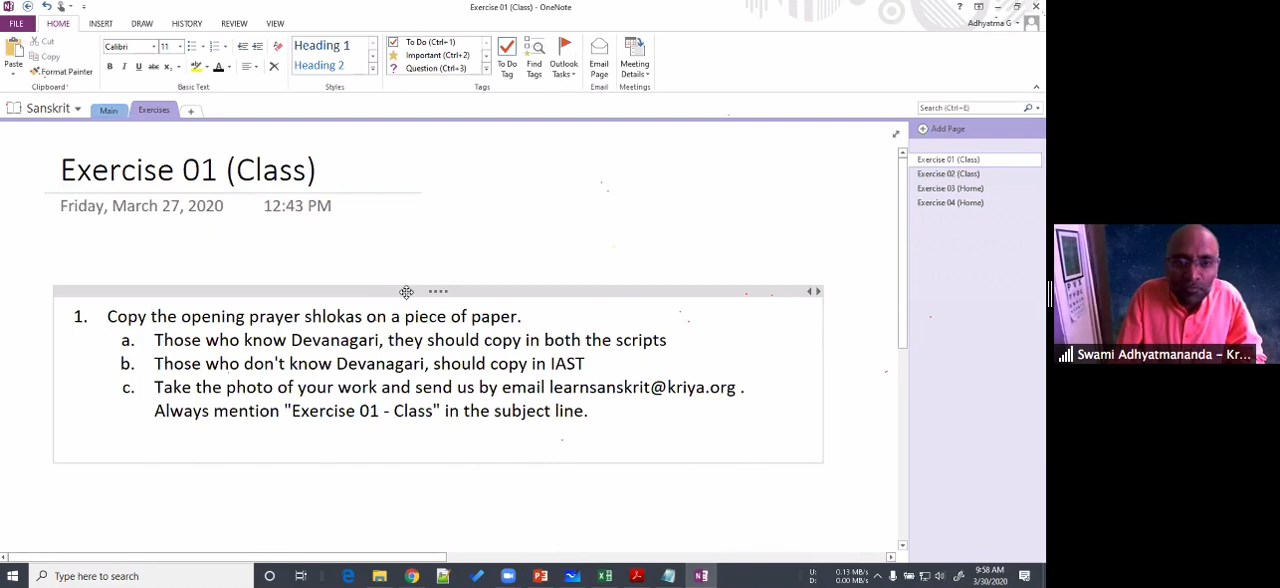 Exercise 01 (Class) - OneNote
FILE HOME INSERT DRAW HISTORY REVIEW VIEW
Adhyatma G
Cut
Copy
Format Painter
Paste
Clipboard
Calibri 11
B I U abc
Basic Text
Heading 1
Heading 2
Styles
To Do (Ctrl+1)
Important (Ctrl+2)
Question (Ctrl+3)
To Do Tag
Find Tags
Outlook Tasks
Tags
Email Page
Email
Meeting Details
Meetings
Sanskrit Main Exercises
Search (Ctrl+E)
Add Page
Exercise 01 (Class)
Exercise 02 (Class)
Exercise 03 (Home)
Exercise 04 (Home)
Exercise 01 (Class)
Friday, March 27, 2020 12:43 PM
1. Copy the opening prayer shlokas on a piece of paper.
a. Those who know Devanagari, they should copy in both the scripts
b. Those who don't know Devanagari, should copy in IAST
c. Take the photo of your work and send us by email learnsanskrit@kriya.org .
Always mention "Exercise 01 - Class" in the subject line.
Swami Adhyatmananda – Kr...
Type here to search
U: 0.13 MB/s
D: 0.00 MB/s
9:58 AM
3/30/2020